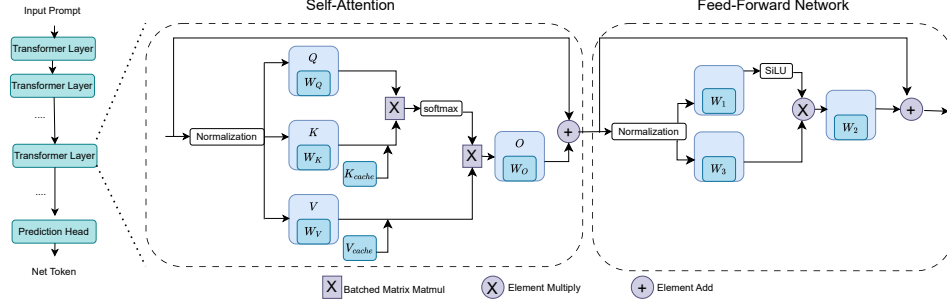 Self-Attention
Feed-Forward Network
Input Prompt
Transformer Layer
Transformer Layer
....
Transformer Layer
....
Prediction Head
Net Token
Normalization
Q
W_Q
K
W_K
K_cache
V
W_V
V_cache
X
softmax
X
O
W_O
+
Normalization
W_1
SiLU
W_3
X
W_2
+
X Batched Matrix Matmul
X Element Multiply
+ Element Add